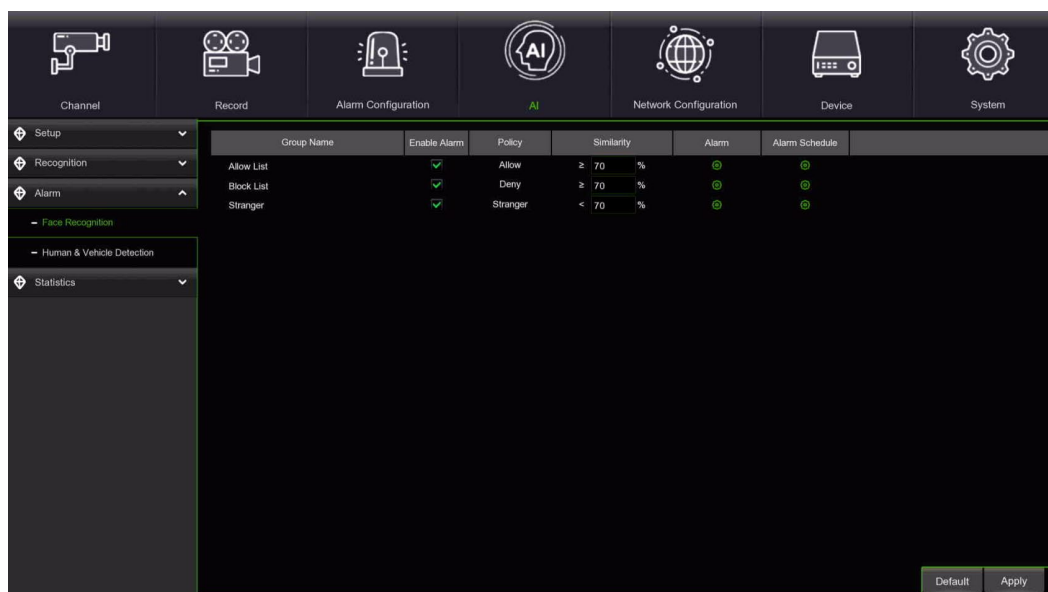 Channel Record Alarm Configuration AI Network Configuration Device System
Setup
Recognition
Alarm
– Face Recognition
– Human & Vehicle Detection
Statistics
Group Name Enable Alarm Policy Similarity Alarm Alarm Schedule
Allow List Allow ≥ 70 %
Block List Deny ≥ 70 %
Stranger Stranger < 70 %
Default Apply